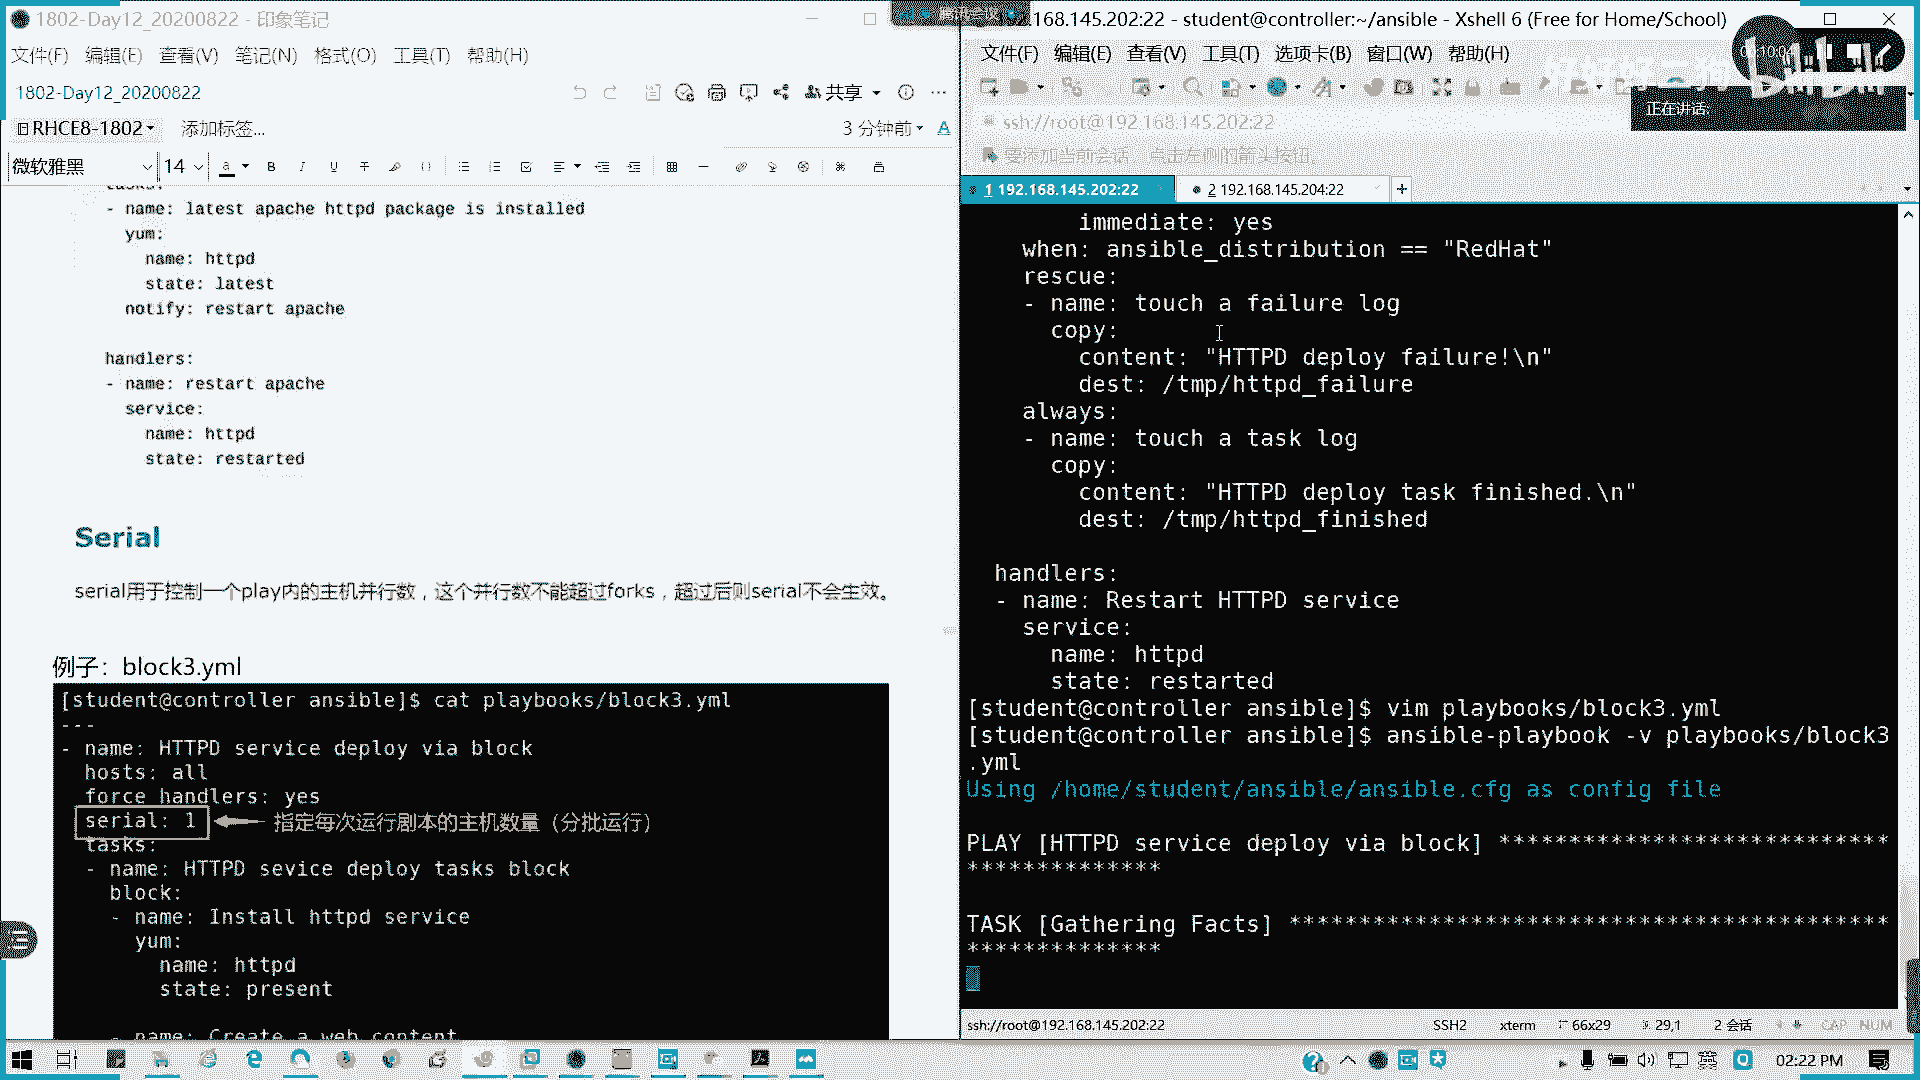 1802-Day12_20200822 - 印象笔记
文件(F) 编辑(E) 查看(V) 笔记(N) 格式(O) 工具(T) 帮助(H)
1802-Day12_20200822
共享
RHCE8-1802
添加标签...
3 分钟前
微软雅黑
14
tasks:
- name: latest apache httpd package is installed
yum:
name: httpd
state: latest
notify: restart apache
handlers:
- name: restart apache
service:
name: httpd
state: restarted
Serial
serial用于控制一个play内的主机并行数，这个并行数不能超过forks，超过后则serial不会生效。
例子：block3.yml
[student@controller ansible]$ cat playbooks/block3.yml
---
- name: HTTPD service deploy via block
hosts: all
force handlers: yes
serial: 1
指定每次运行剧本的主机数量（分批运行）
tasks:
- name: HTTPD sevice deploy tasks block
block:
- name: Install httpd service
yum:
name: httpd
state: present
- name: Create a web content
.168.145.202:22 - student@controller:~/ansible - Xshell 6 (Free for Home/School)
文件(F) 编辑(E) 查看(V) 工具(T) 选项卡(B) 窗口(W) 帮助(H)
正在讲话:
ssh://root@192.168.145.202:22
要添加当前会话，点击左侧的箭头按钮。
1 192.168.145.202:22
2 192.168.145.204:22
immediate: yes
when: ansible_distribution == "RedHat"
rescue:
- name: touch a failure log
copy:
content: "HTTPD deploy failure!\n"
dest: /tmp/httpd_failure
always:
- name: touch a task log
copy:
content: "HTTPD deploy task finished.\n"
dest: /tmp/httpd_finished
handlers:
- name: Restart HTTPD service
service:
name: httpd
state: restarted
[student@controller ansible]$ vim playbooks/block3.yml
[student@controller ansible]$ ansible-playbook -v playbooks/block3
.yml
Using /home/student/ansible/ansible.cfg as config file
PLAY [HTTPD service deploy via block] ****************************
**************
TASK [Gathering Facts] *******************************************
**************
ssh://root@192.168.145.202:22
SSH2
xterm
66x29
29,1
2 会话
CAP NUM
英
02:22 PM